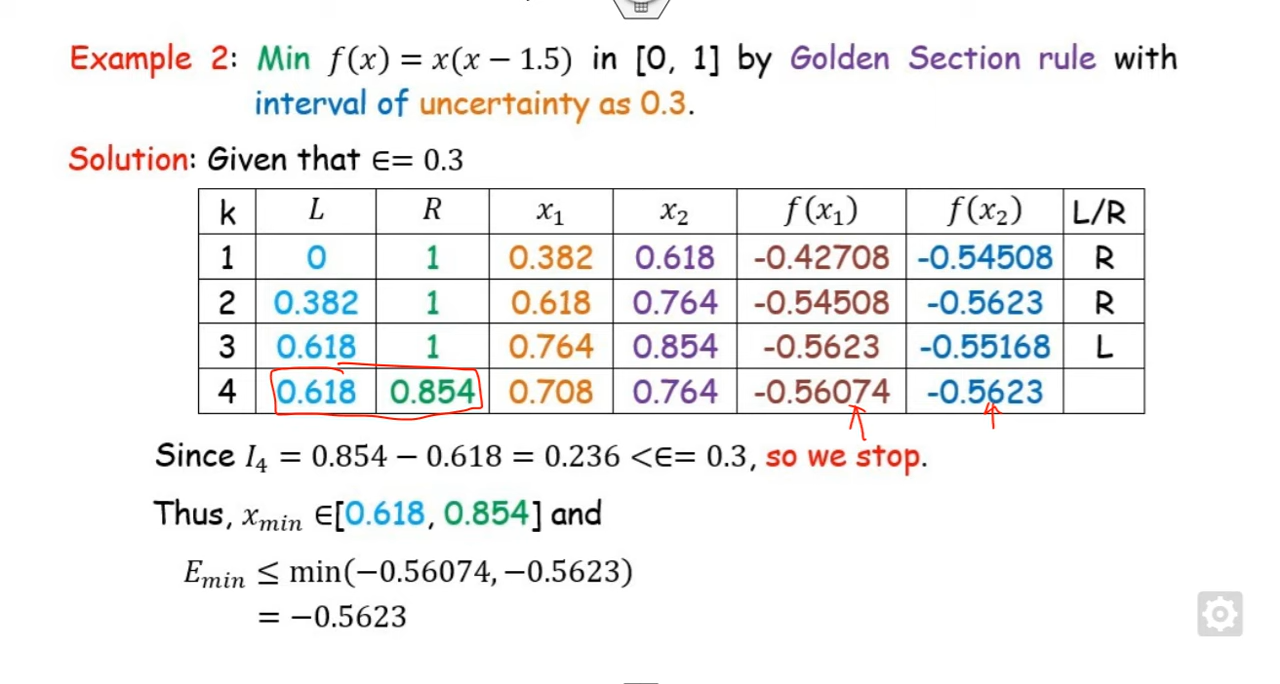 Example 2: Min f(x) = x(x − 1.5) in [0, 1] by Golden Section rule with
interval of uncertainty as 0.3.
Solution: Given that ∈= 0.3
k L R x₁ x₂ f(x₁) f(x₂) L/R
1 0 1 0.382 0.618 -0.42708 -0.54508 R
2 0.382 1 0.618 0.764 -0.54508 -0.5623 R
3 0.618 1 0.764 0.854 -0.5623 -0.55168 L
4 0.618 0.854 0.708 0.764 -0.56074 -0.5623
Since I₄ = 0.854 − 0.618 = 0.236 <∈= 0.3, so we stop.
Thus, xₘᵢₙ ∈[0.618, 0.854] and
Eₘᵢₙ ≤ min(−0.56074, −0.5623)
= −0.5623